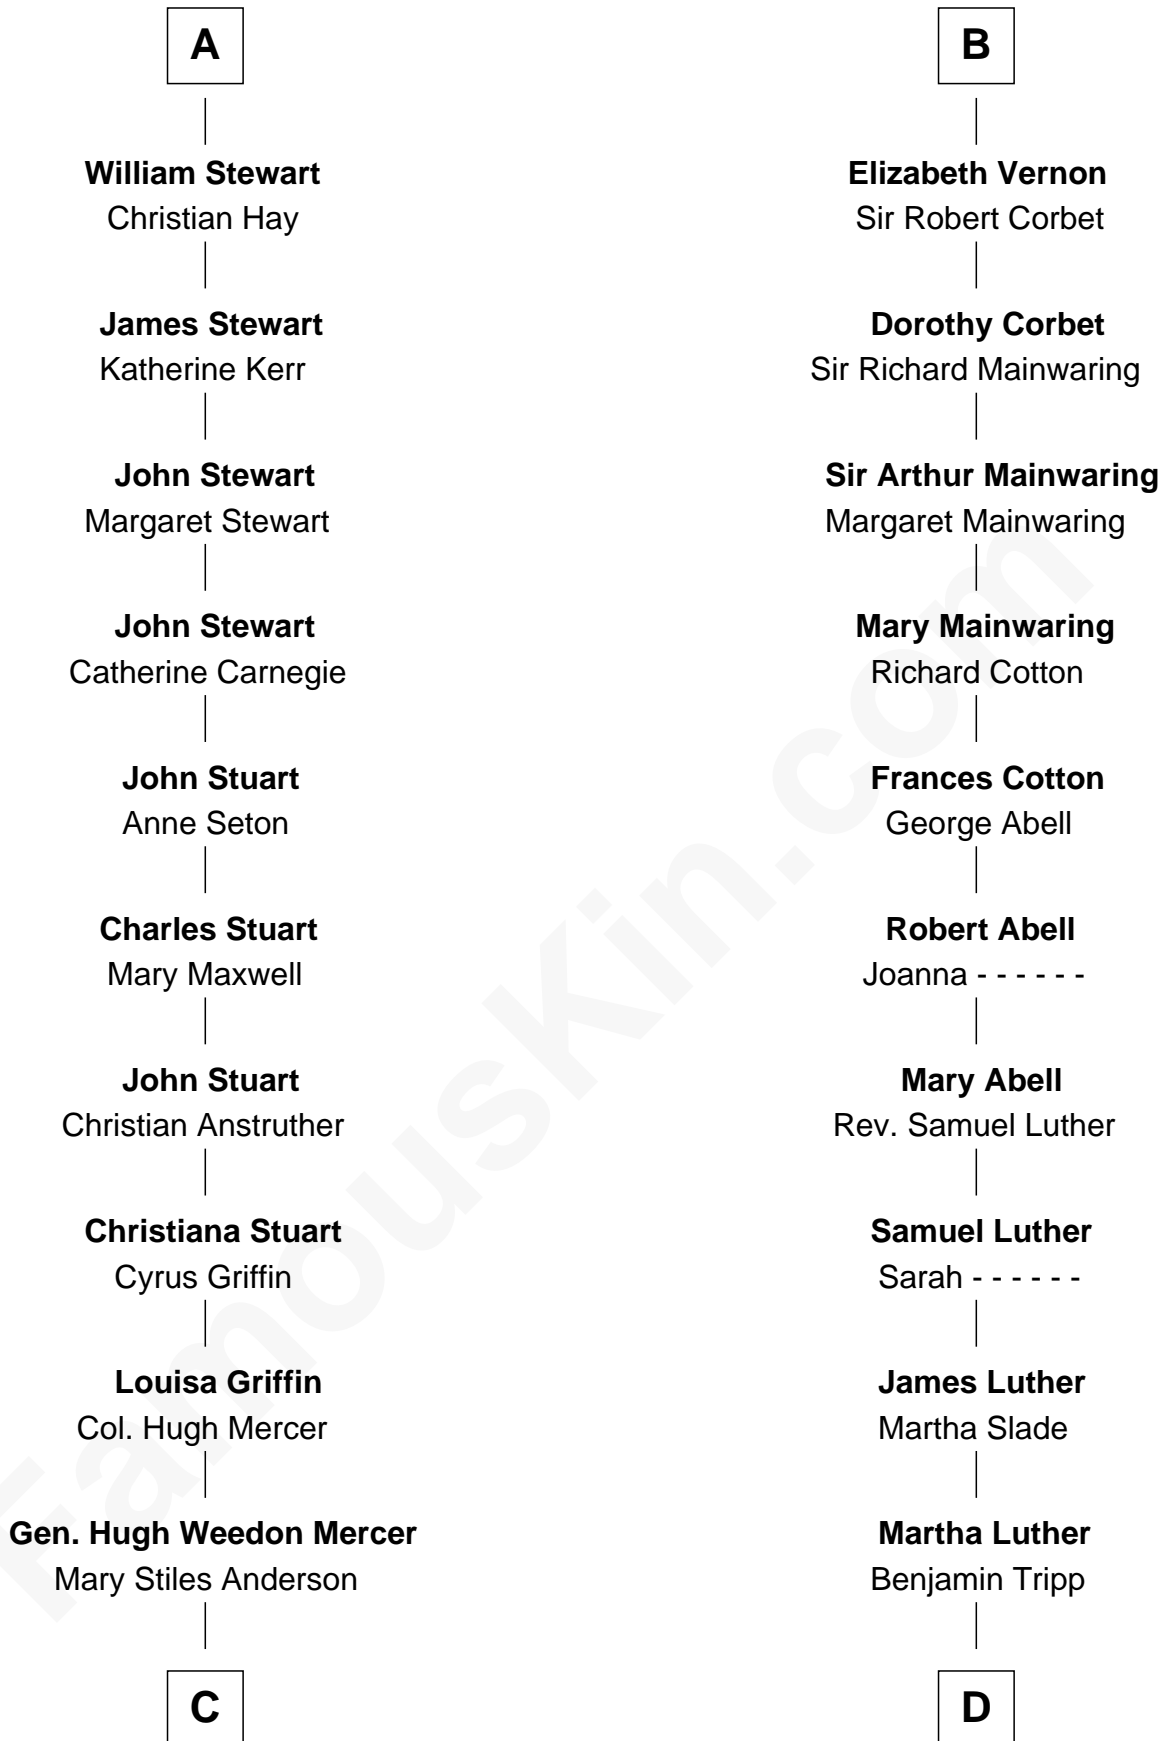 A
William Stewart
Christian Hay
James Stewart
Katherine Kerr
John Stewart
Margaret Stewart
John Stewart
Catherine Carnegie
John Stuart
Anne Seton
Charles Stuart
Mary Maxwell
John Stuart
Christian Anstruther
Christiana Stuart
Cyrus Griffin
Louisa Griffin
Col. Hugh Mercer
Gen. Hugh Weedon Mercer
Mary Stiles Anderson
C
B
Elizabeth Vernon
Sir Robert Corbet
Dorothy Corbet
Sir Richard Mainwaring
Sir Arthur Mainwaring
Margaret Mainwaring
Mary Mainwaring
Richard Cotton
Frances Cotton
George Abell
Robert Abell
Joanna - - - - - -
Mary Abell
Rev. Samuel Luther
Samuel Luther
Sarah - - - - - -
James Luther
Martha Slade
Martha Luther
Benjamin Tripp
D
FamousKin.com